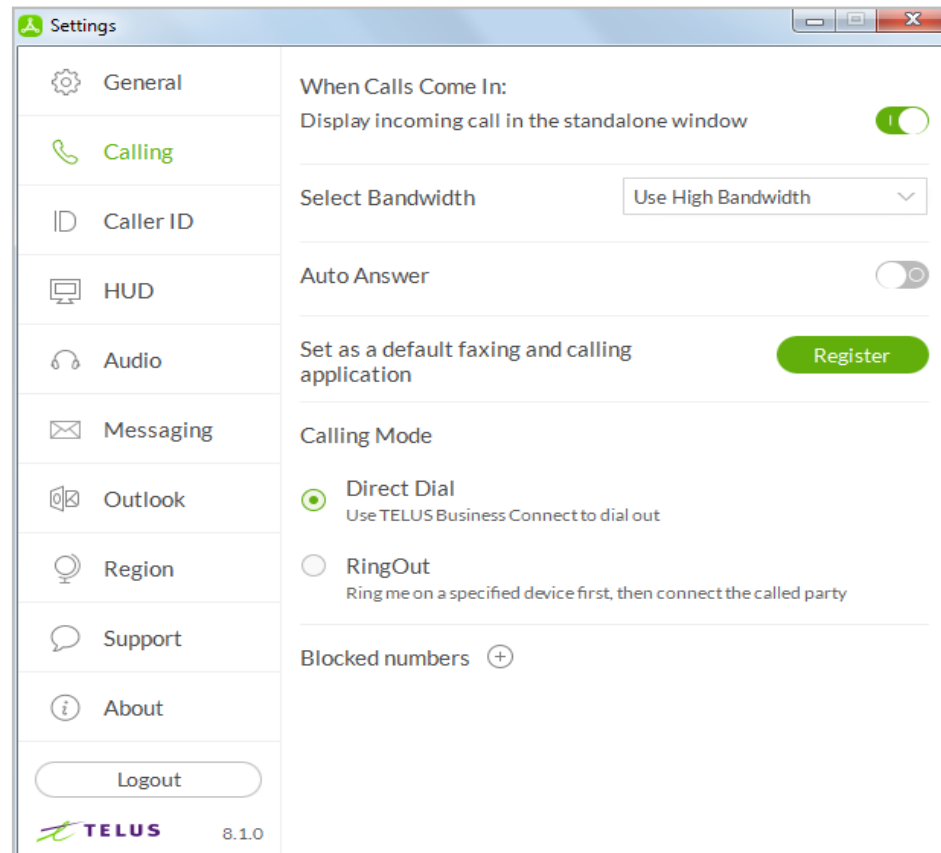 Settings
General
Calling
Caller ID
HUD
Audio
Messaging
Outlook
Region
Support
About
Logout
TELUS
8.1.0
When Calls Come In:
Display incoming call in the standalone window
Select Bandwidth
Use High Bandwidth
Auto Answer
Set as a default faxing and calling
application
Register
Calling Mode
Direct Dial
Use TELUS Business Connect to dial out
RingOut
Ring me on a specified device first, then connect the called party
Blocked numbers